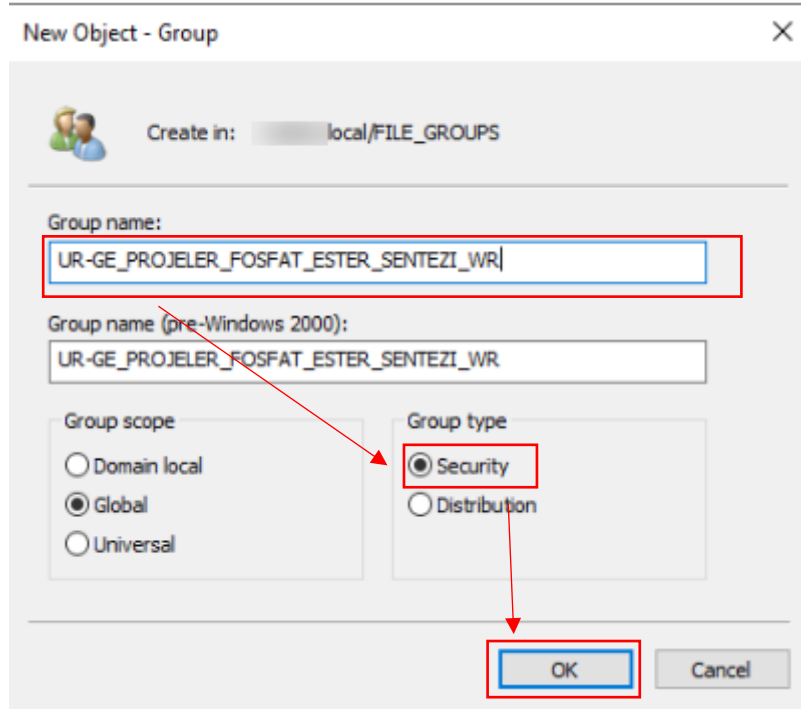 New Object - Group
Create in: local/FILE_GROUPS
Group name:
UR-GE_PROJELER_FOSFAT_ESTER_SENTEZI_WR
Group name (pre-Windows 2000):
UR-GE_PROJELER_FOSFAT_ESTER_SENTEZI_WR
Group scope
Domain local
Global
Universal
Group type
Security
Distribution
OK
Cancel